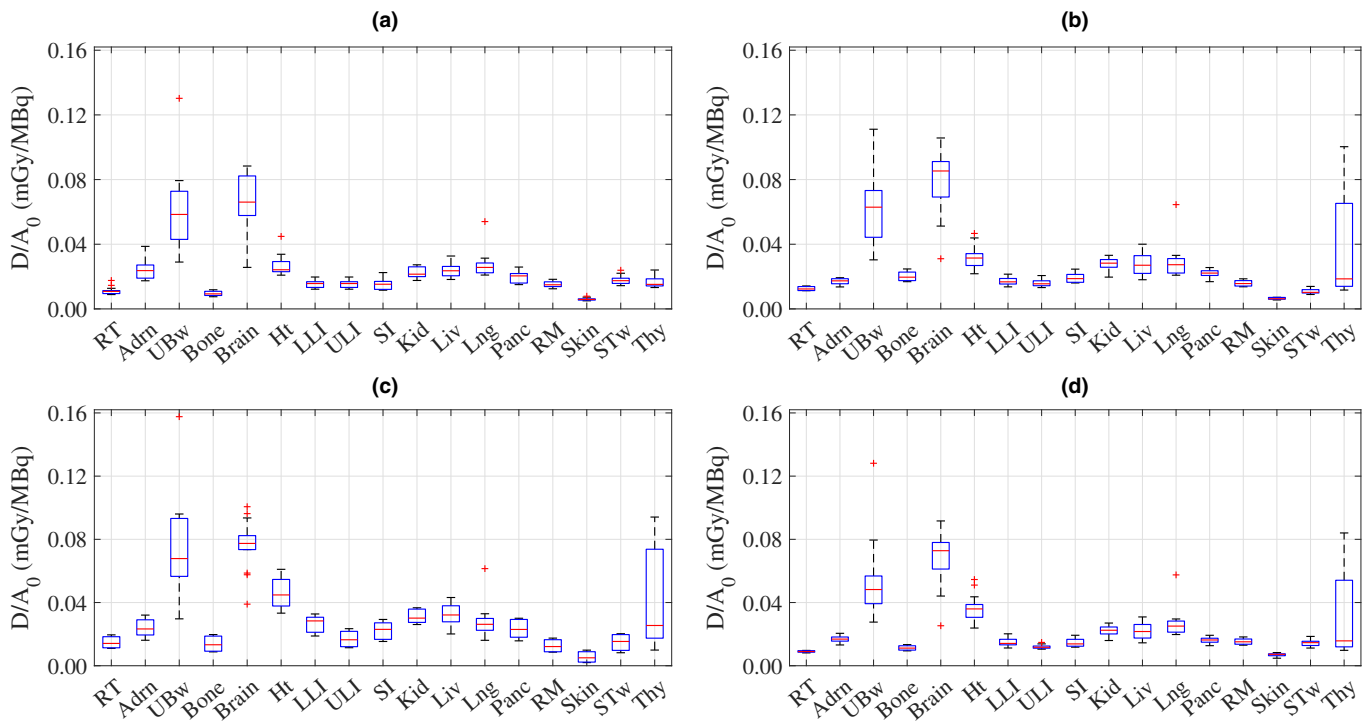 (a)
0.16
0.12
0.08
0.04
0.00
D/A0 (mGy/MBq)
RT Adrn UBw Bone Brain Ht LLI ULI SI Kid Liv Lng Panc RM Skin STw Thy
(b)
0.16
0.12
0.08
0.04
0.00
D/A0 (mGy/MBq)
RT Adrn UBw Bone Brain Ht LLI ULI SI Kid Liv Lng Panc RM Skin STw Thy
(c)
0.16
0.12
0.08
0.04
0.00
D/A0 (mGy/MBq)
RT Adrn UBw Bone Brain Ht LLI ULI SI Kid Liv Lng Panc RM Skin STw Thy
(d)
0.16
0.12
0.08
0.04
0.00
D/A0 (mGy/MBq)
RT Adrn UBw Bone Brain Ht LLI ULI SI Kid Liv Lng Panc RM Skin STw Thy